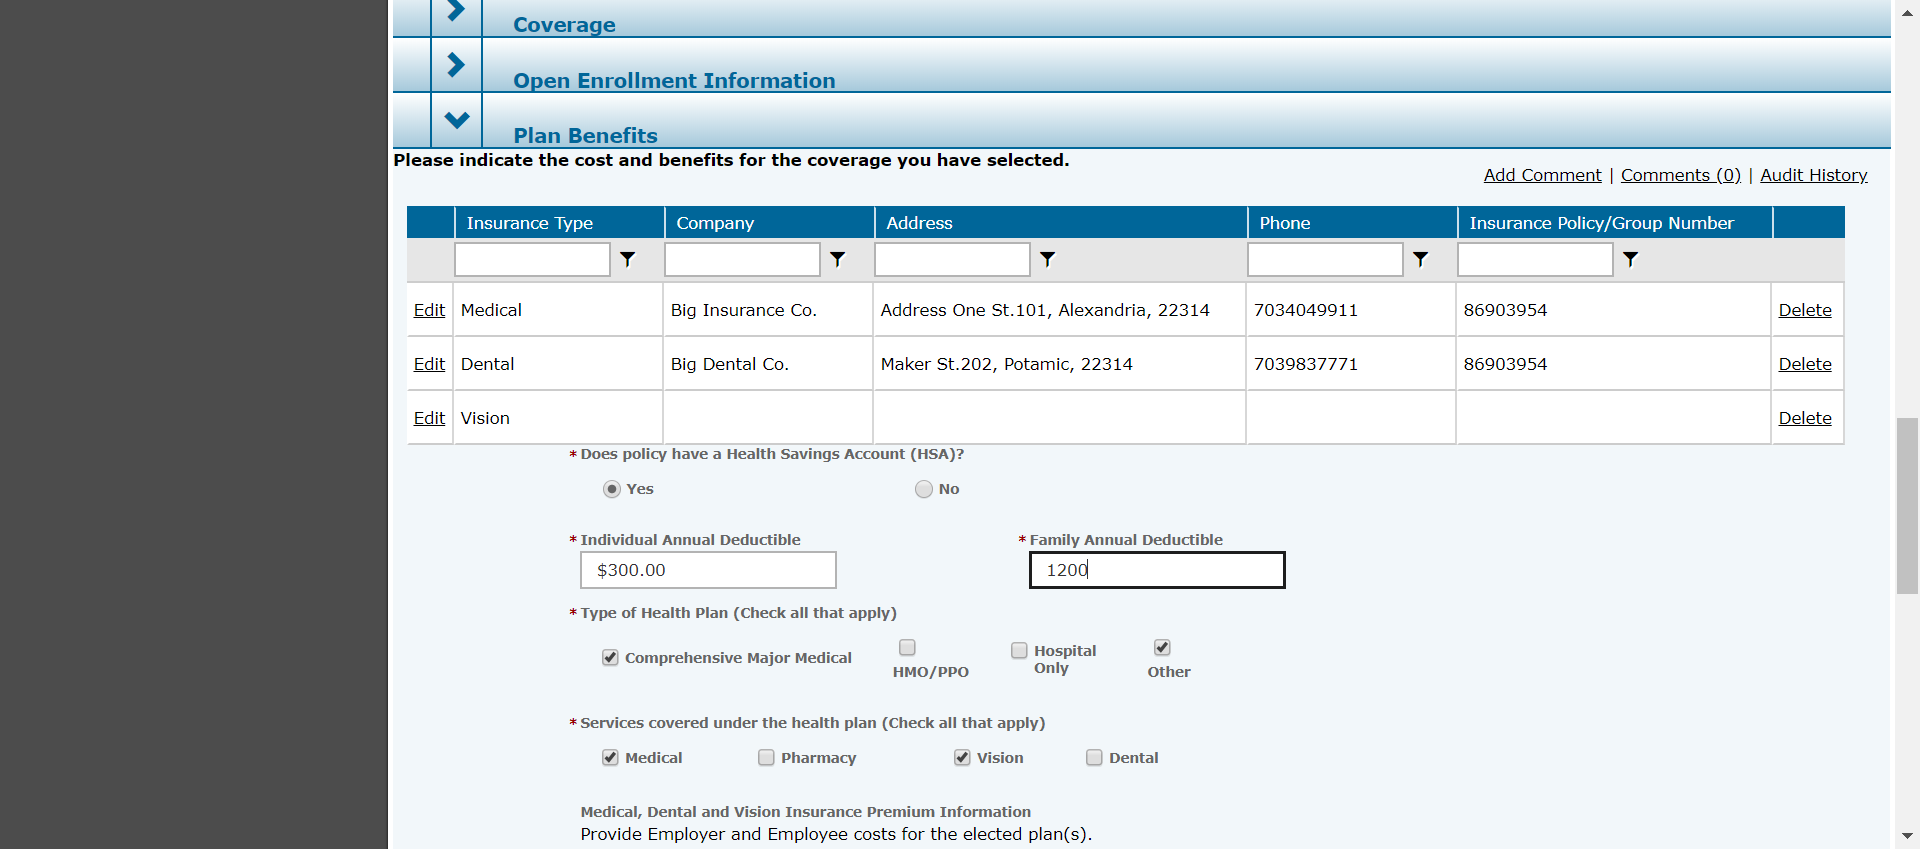 Coverage
Open Enrollment Information
Plan Benefits
Please indicate the cost and benefits for the coverage you have selected.
Add Comment | Comments (0) | Audit History
Insurance Type Company Address Phone Insurance Policy/Group Number
Edit Medical Big Insurance Co. Address One St.101, Alexandria, 22314 7034049911 86903954 Delete
Edit Dental Big Dental Co. Maker St.202, Potamic, 22314 7039837771 86903954 Delete
Edit Vision Delete
* Does policy have a Health Savings Account (HSA)?
Yes No
* Individual Annual Deductible * Family Annual Deductible
$300.00 1200
* Type of Health Plan (Check all that apply)
Comprehensive Major Medical HMO/PPO Hospital Only Other
* Services covered under the health plan (Check all that apply)
Medical Pharmacy Vision Dental
Medical, Dental and Vision Insurance Premium Information
Provide Employer and Employee costs for the elected plan(s).